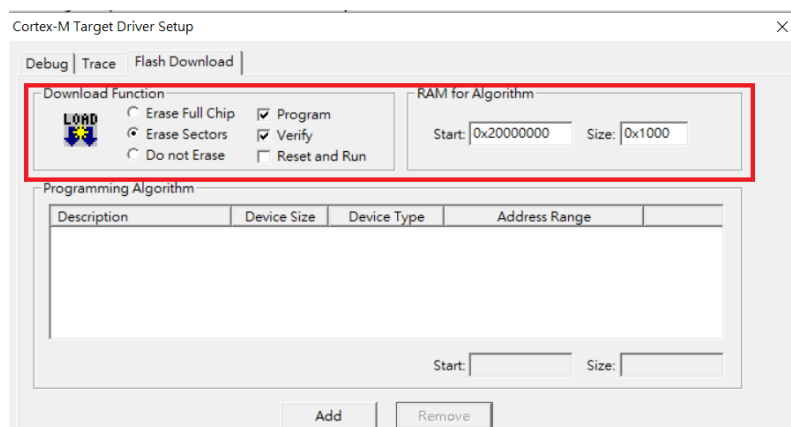 Cortex-M Target Driver Setup
Debug Trace Flash Download
Download Function
LOAD
Erase Full Chip
Erase Sectors
Do not Erase
Program
Verify
Reset and Run
RAM for Algorithm
Start: 0x20000000 Size: 0x1000
Programming Algorithm
Description Device Size Device Type Address Range
Start: Size:
Add Remove